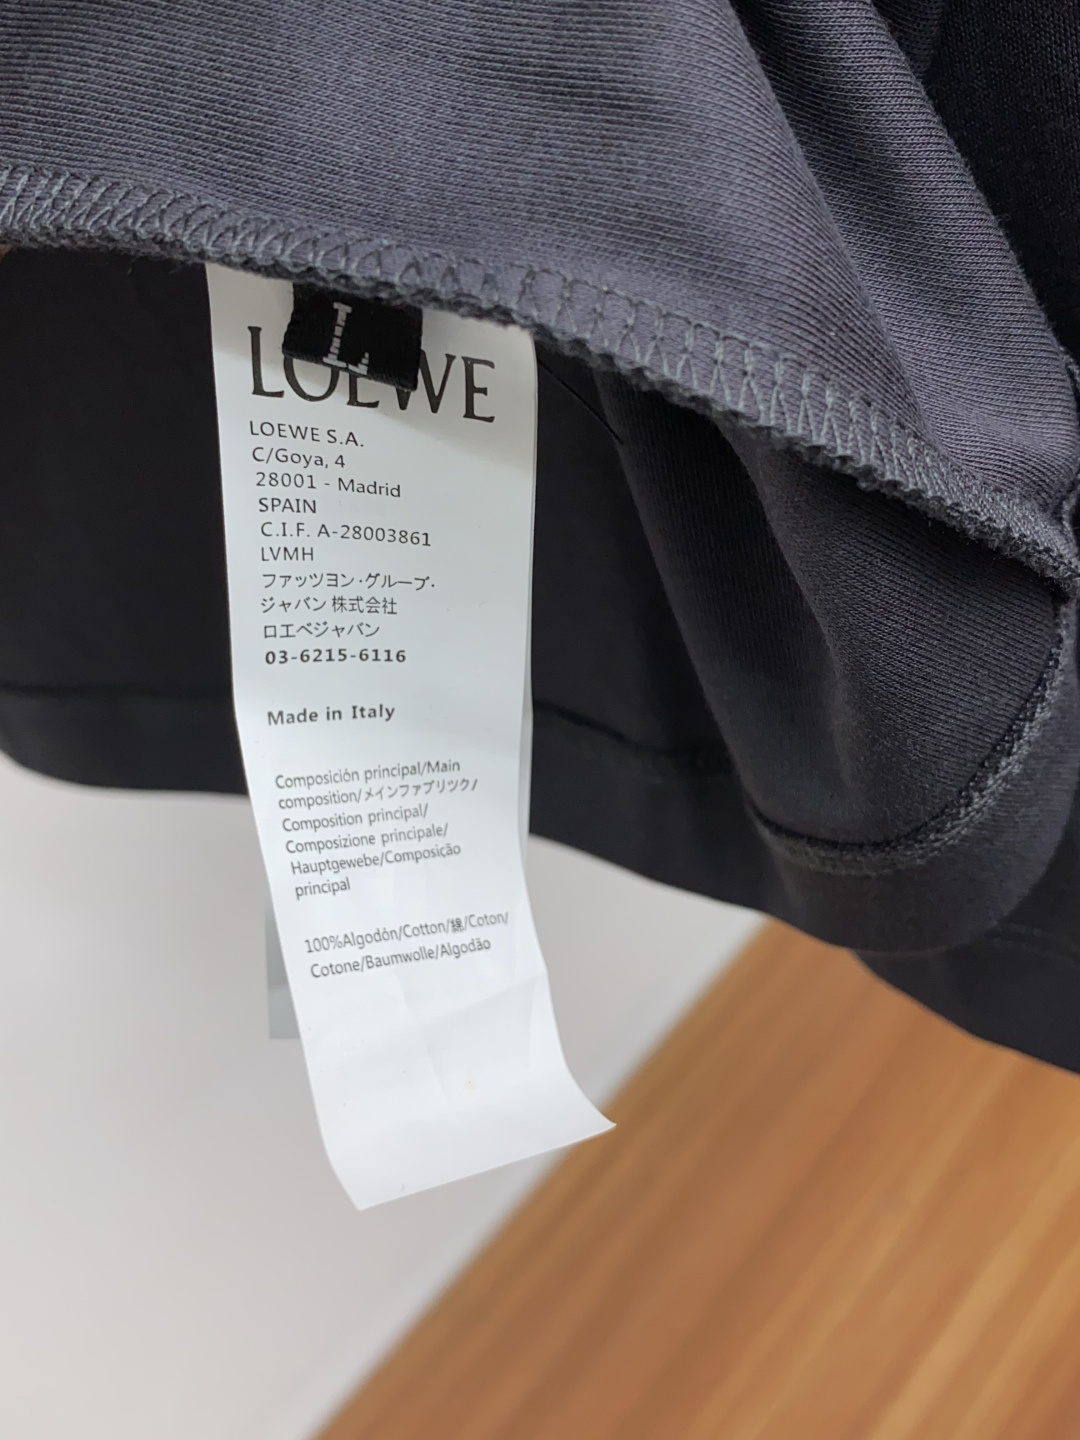 L
LOEWE
LOEWE S.A.
C/Goya, 4
28001 - Madrid
SPAIN
C.I.F. A-28003861
LVMH
ファッツヨン·グループ·
ジャバン 株式会社
ロエベジャバン
03-6215-6116
Made in Italy
Composición principal/Main
composition/メインファブリツク/
Composition principal/
Composizione principale/
Hauptgewebe/Composição
principal
100%Algodón/Cotton/綿/Coton/
Cotone/Baumwolle/Algodão